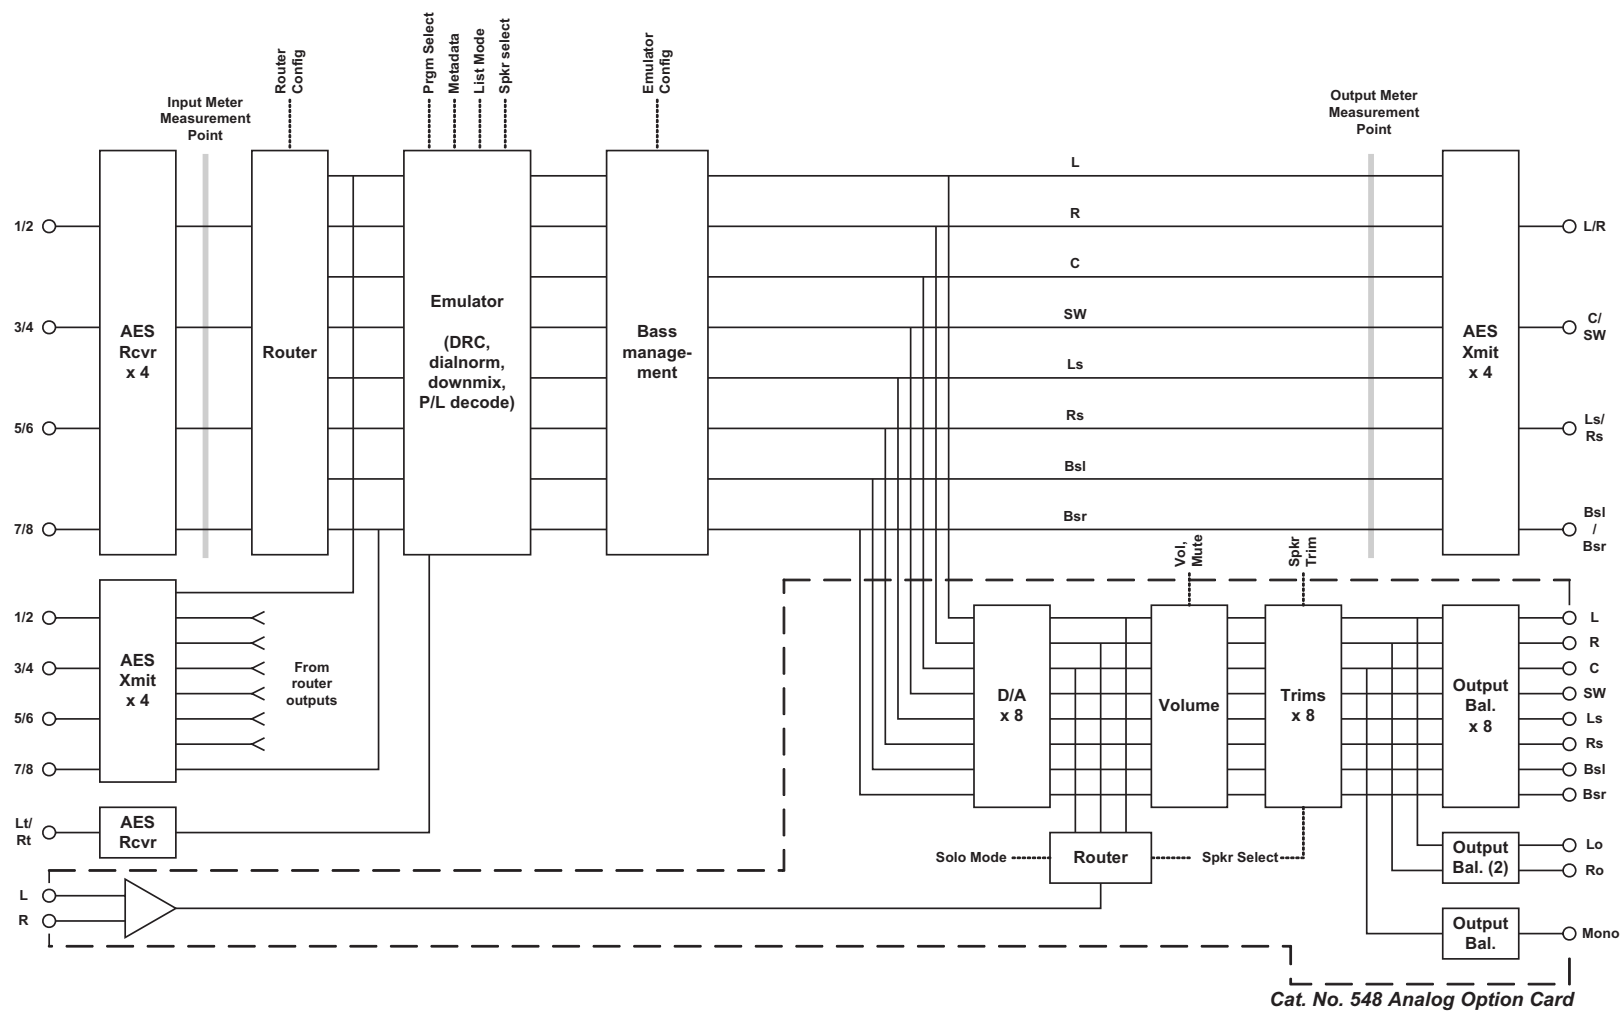 Router
Config
Prgm Select
Metadata
List Mode
Spkr select
Emulator
Config
Input Meter
Measurement
Point
Output Meter
Measurement
Point
1/2
3/4
5/6
7/8
AES
Rcvr
x 4
Router
Emulator
(DRC,
dialnorm,
downmix,
P/L decode)
Bass
manage-
ment
L
R
C
SW
Ls
Rs
Bsl
Bsr
AES
Xmit
x 4
L/R
C/
SW
Ls/
Rs
Bsl
/
Bsr
1/2
3/4
5/6
7/8
AES
Xmit
x 4
From
router
outputs
Lt/
Rt
AES
Rcvr
L
R
Vol,
Mute
Spkr
Trim
D/A
x 8
Volume
Trims
x 8
Output
Bal.
x 8
L
R
C
SW
Ls
Rs
Bsl
Bsr
Solo Mode
Router
Spkr Select
Output
Bal. (2)
Lo
Ro
Output
Bal.
Mono
Cat. No. 548 Analog Option Card